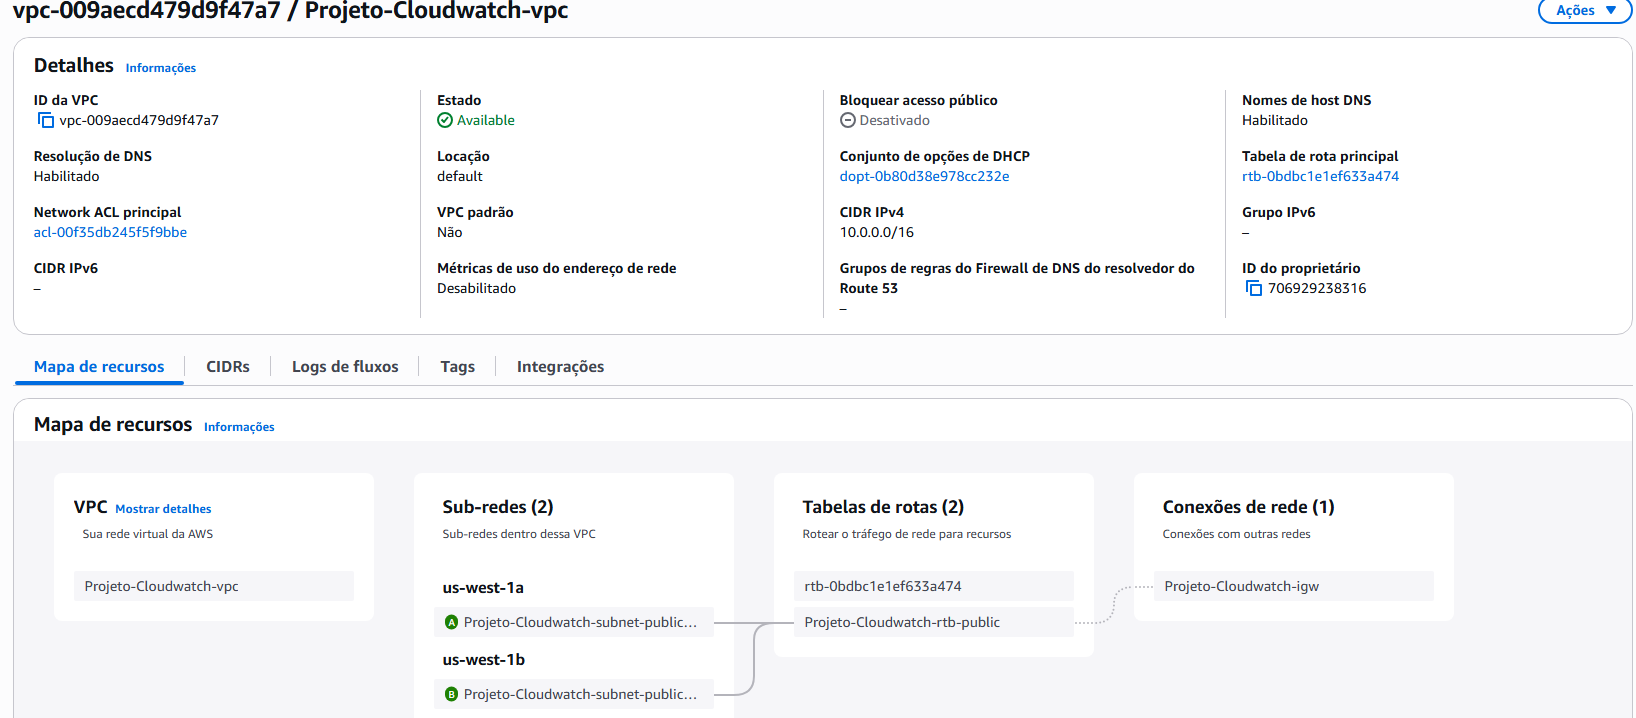 vpc-009aecd479d9f47a7 / Projeto-Cloudwatch-vpc
Ações
Detalhes Informações
ID da VPC
vpc-009aecd479d9f47a7
Estado
Available
Bloquear acesso público
Desativado
Nomes de host DNS
Habilitado
Resolução de DNS
Habilitado
Locação
default
Conjunto de opções de DHCP
dopt-0b80d38e978cc232e
Tabela de rota principal
rtb-0bdbc1e1ef633a474
Network ACL principal
acl-00f35db245f5f9bbe
VPC padrão
Não
CIDR IPv4
10.0.0.0/16
Grupo IPv6
–
CIDR IPv6
–
Métricas de uso do endereço de rede
Desabilitado
Grupos de regras do Firewall de DNS do resolvedor do
Route 53
–
ID do proprietário
706929238316
Mapa de recursos
CIDRs
Logs de fluxos
Tags
Integrações
Mapa de recursos Informações
VPC Mostrar detalhes
Sua rede virtual da AWS
Projeto-Cloudwatch-vpc
Sub-redes (2)
Sub-redes dentro dessa VPC
us-west-1a
A Projeto-Cloudwatch-subnet-public...
us-west-1b
B Projeto-Cloudwatch-subnet-public...
Tabelas de rotas (2)
Rotear o tráfego de rede para recursos
rtb-0bdbc1e1ef633a474
Projeto-Cloudwatch-rtb-public
Conexões de rede (1)
Conexões com outras redes
Projeto-Cloudwatch-igw